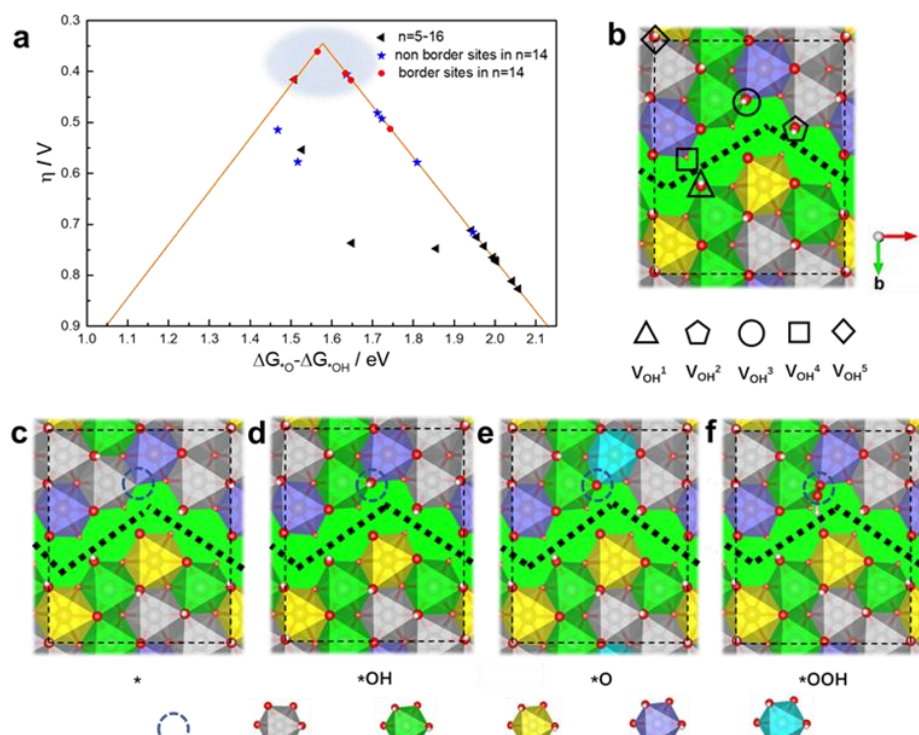 a
n=5-16
non border sites in n=14
border sites in n=14
0.3
0.4
0.5
0.6
0.7
0.8
0.9
η / V
1.0 1.1 1.2 1.3 1.4 1.5 1.6 1.7 1.8 1.9 2.0 2.1
ΔG*O-ΔG*OH / eV
b
b
VOH1 VOH2 VOH3 VOH4 VOH5
c d e f
* *OH *O *OOH